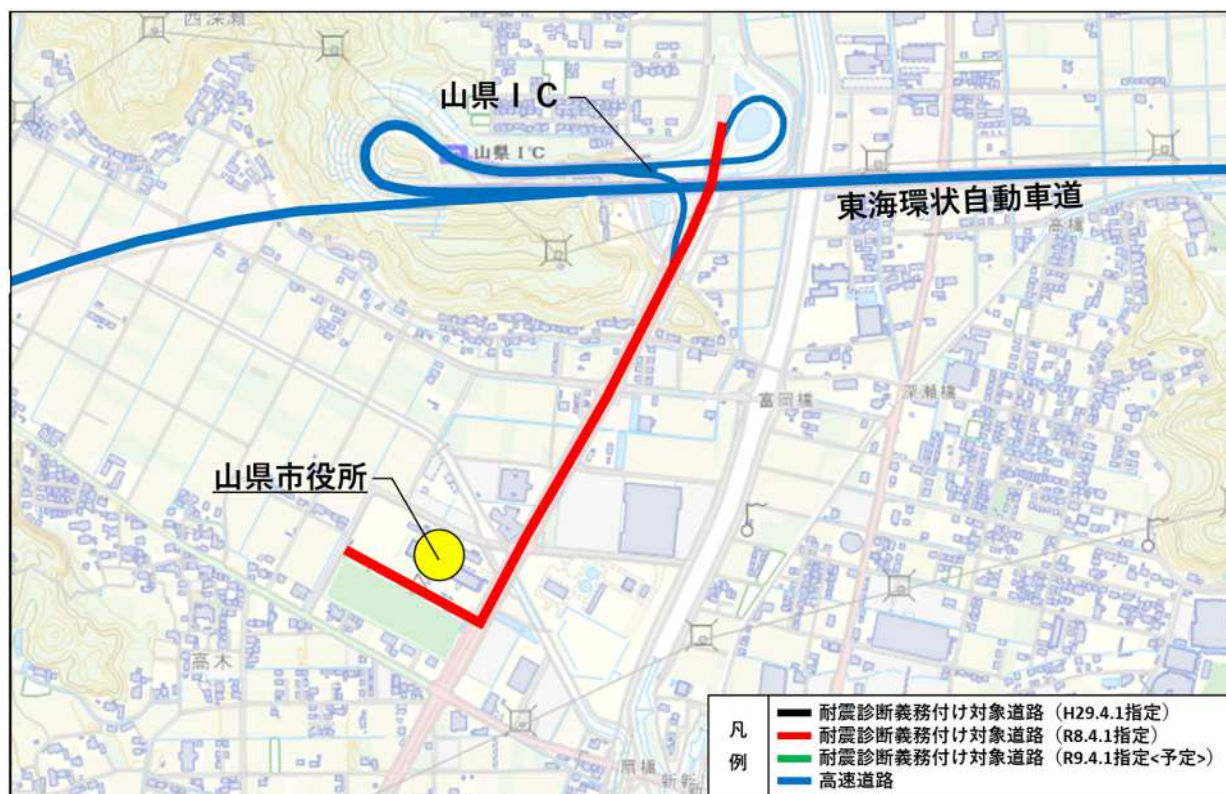 西深瀬
山県ＩＣ
山県 I C
東海環状自動車道
高橋
富岡橋
深瀬橋
山県市役所
高木
凡例
耐震診断義務付け対象道路（H29.4.1指定）
耐震診断義務付け対象道路（R8.4.1指定）
耐震診断義務付け対象道路（R9.4.1指定<予定>）
高速道路